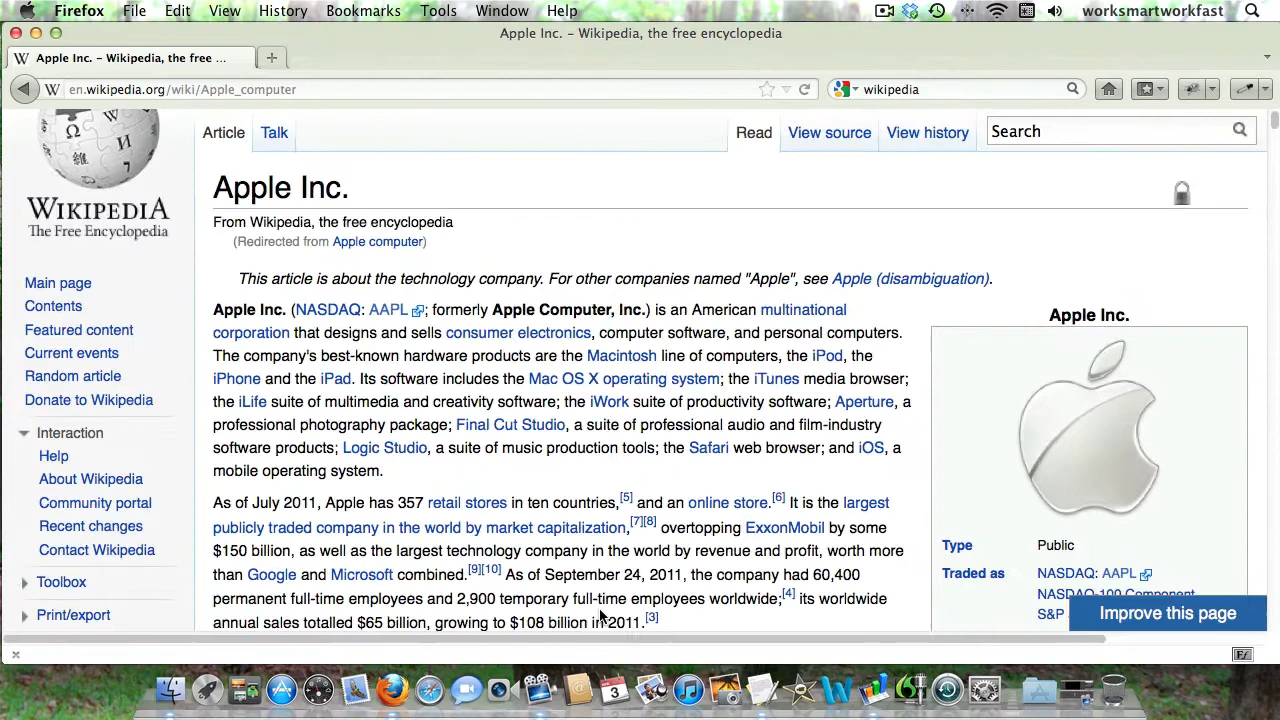 Firefox File Edit View History Bookmarks Tools Window Help worksmartworkfast
Apple Inc. – Wikipedia, the free encyclopedia
W Apple Inc. – Wikipedia, the free ... +
W en.wikipedia.org/wiki/Apple_computer wikipedia
Article Talk Read View source View history Search
WIKIPEDIA
The Free Encyclopedia
Main page
Contents
Featured content
Current events
Random article
Donate to Wikipedia
Interaction
Help
About Wikipedia
Community portal
Recent changes
Contact Wikipedia
Toolbox
Print/export
Apple Inc.
From Wikipedia, the free encyclopedia
(Redirected from Apple computer)
This article is about the technology company. For other companies named "Apple", see Apple (disambiguation).
Apple Inc. (NASDAQ: AAPL ; formerly Apple Computer, Inc.) is an American multinational
corporation that designs and sells consumer electronics, computer software, and personal computers.
The company's best-known hardware products are the Macintosh line of computers, the iPod, the
iPhone and the iPad. Its software includes the Mac OS X operating system; the iTunes media browser;
the iLife suite of multimedia and creativity software; the iWork suite of productivity software; Aperture, a
professional photography package; Final Cut Studio, a suite of professional audio and film-industry
software products; Logic Studio, a suite of music production tools; the Safari web browser; and iOS, a
mobile operating system.
As of July 2011, Apple has 357 retail stores in ten countries,[5] and an online store.[6] It is the largest
publicly traded company in the world by market capitalization,[7][8] overtopping ExxonMobil by some
$150 billion, as well as the largest technology company in the world by revenue and profit, worth more
than Google and Microsoft combined.[9][10] As of September 24, 2011, the company had 60,400
permanent full-time employees and 2,900 temporary full-time employees worldwide;[4] its worldwide
annual sales totalled $65 billion, growing to $108 billion in 2011.[3]
Apple Inc.
Type Public
Traded as NASDAQ: AAPL
NASDAQ-100 Component
S&P
Improve this page
3